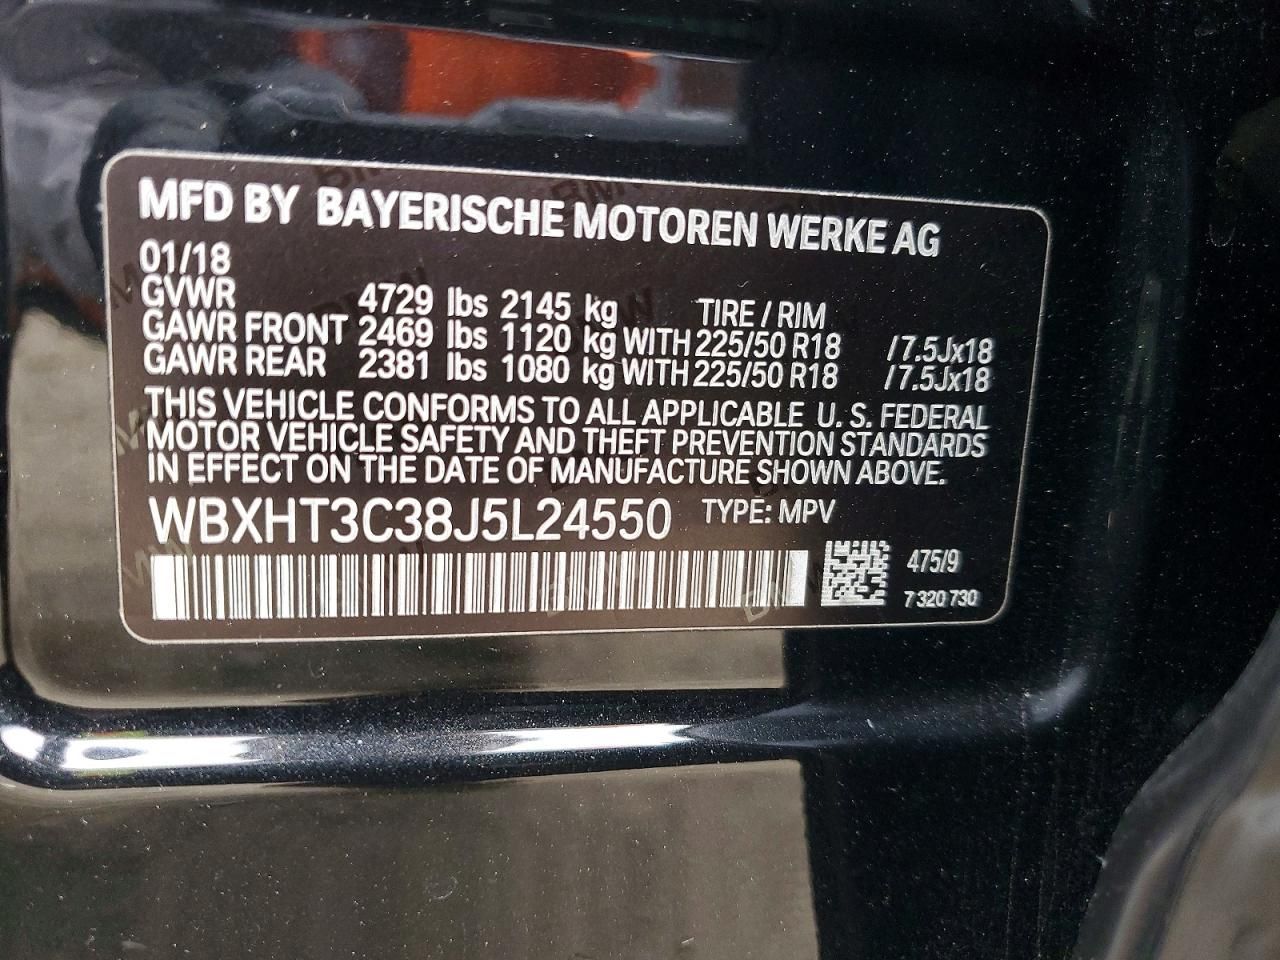 MFD BY BAYERISCHE MOTOREN WERKE AG
01/18
GVWR 4729 lbs 2145 kg TIRE / RIM
GAWR FRONT 2469 lbs 1120 kg WITH 225/50 R18 /7.5Jx18
GAWR REAR 2381 lbs 1080 kg WITH 225/50 R18 /7.5Jx18
THIS VEHICLE CONFORMS TO ALL APPLICABLE U. S. FEDERAL
MOTOR VEHICLE SAFETY AND THEFT PREVENTION STANDARDS
IN EFFECT ON THE DATE OF MANUFACTURE SHOWN ABOVE.
WBXHT3C38J5L24550 TYPE: MPV
475/9
7 320 730